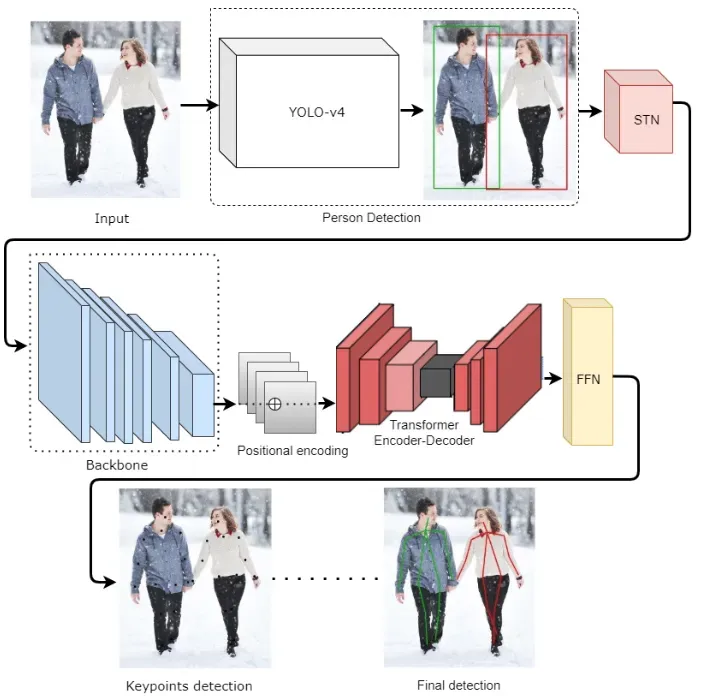 YOLO-v4
STN
Input
Person Detection
FFN
Transformer
Encoder-Decoder
Positional encoding
Backbone
Keypoints detection
Final detection